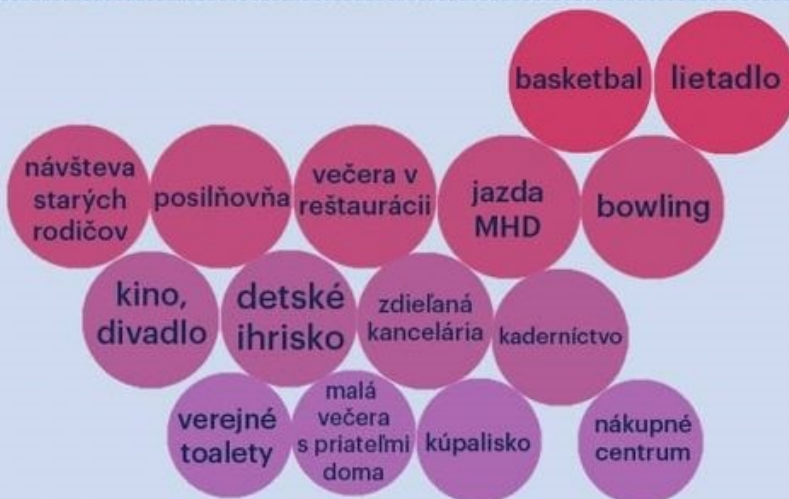 basketbal
lietadlo
návšteva
starých
rodičov
posilňovňa
večera v
reštaurácii
jazda
MHD
bowling
kino,
divadlo
detské
ihrisko
zdieľaná
kancelária
kaderníctvo
verejné
toalety
malá
večera
s priateľmi
doma
kúpalisko
nákupné
centrum